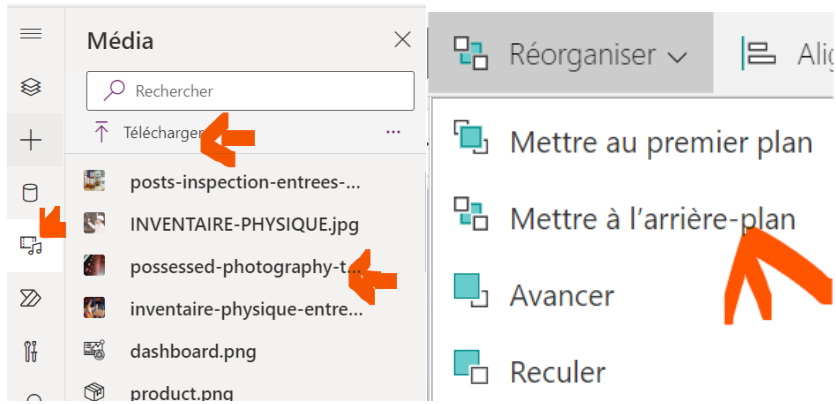 Média
Rechercher
Télécharger
posts-inspection-entrees-...
INVENTAIRE-PHYSIQUE.jpg
possessed-photography-t...
inventaire-physique-entre...
dashboard.png
product.png
Réorganiser
Mettre au premier plan
Mettre à l'arrière-plan
Avancer
Reculer